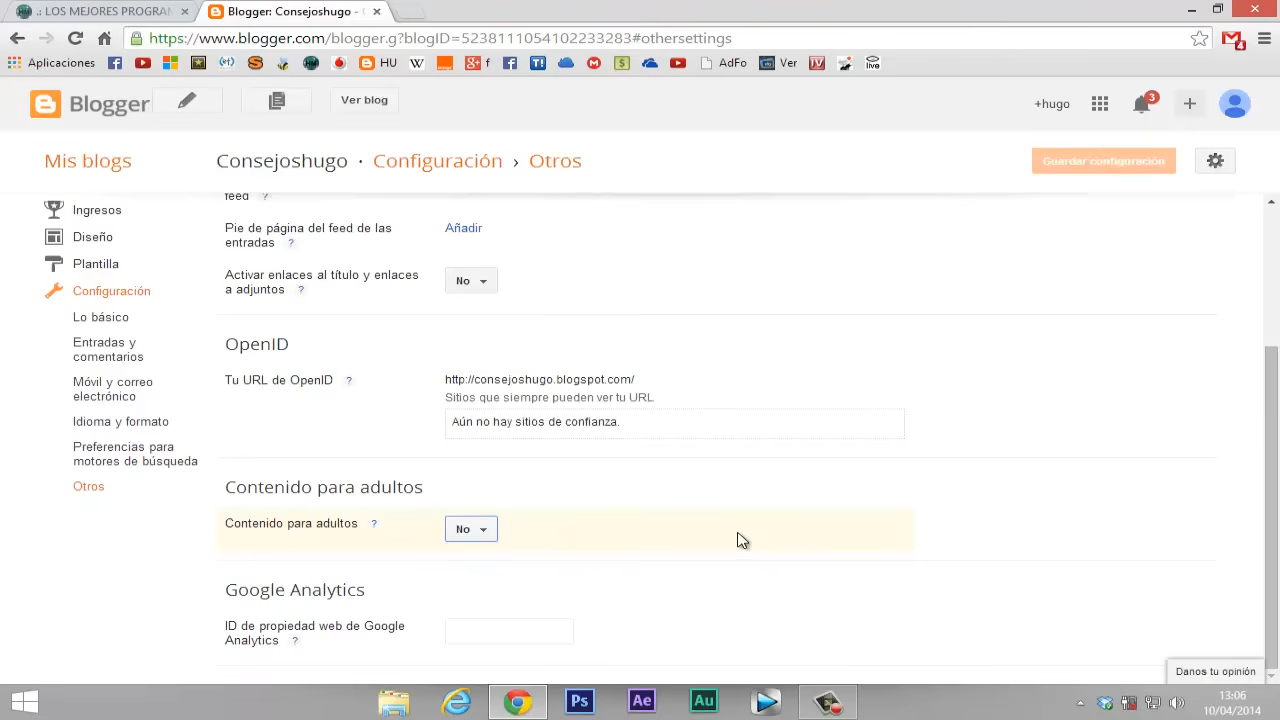 .: LOS MEJORES PROGRAM
Blogger: Consejoshugo -
https://www.blogger.com/blogger.g?blogID=5238111054102233283#othersettings
Aplicaciones
HU
W
f
T!
AdFo
Ver
live
4
Blogger
Ver blog
+hugo
3
Mis blogs
Consejoshugo · Configuración › Otros
Guardar configuración
Ingresos
Diseño
Plantilla
Configuración
Lo básico
Entradas y
comentarios
Móvil y correo
electrónico
Idioma y formato
Preferencias para
motores de búsqueda
Otros
feed ?
Pie de página del feed de las
entradas ?
Añadir
Activar enlaces al título y enlaces
a adjuntos ?
No
OpenID
Tu URL de OpenID ?
http://consejoshugo.blogspot.com/
Sitios que siempre pueden ver tu URL
Aún no hay sitios de confianza.
Contenido para adultos
Contenido para adultos ?
No
Google Analytics
ID de propiedad web de Google
Analytics ?
Danos tu opinión
Ps
Ae
Au
13:06
10/04/2014